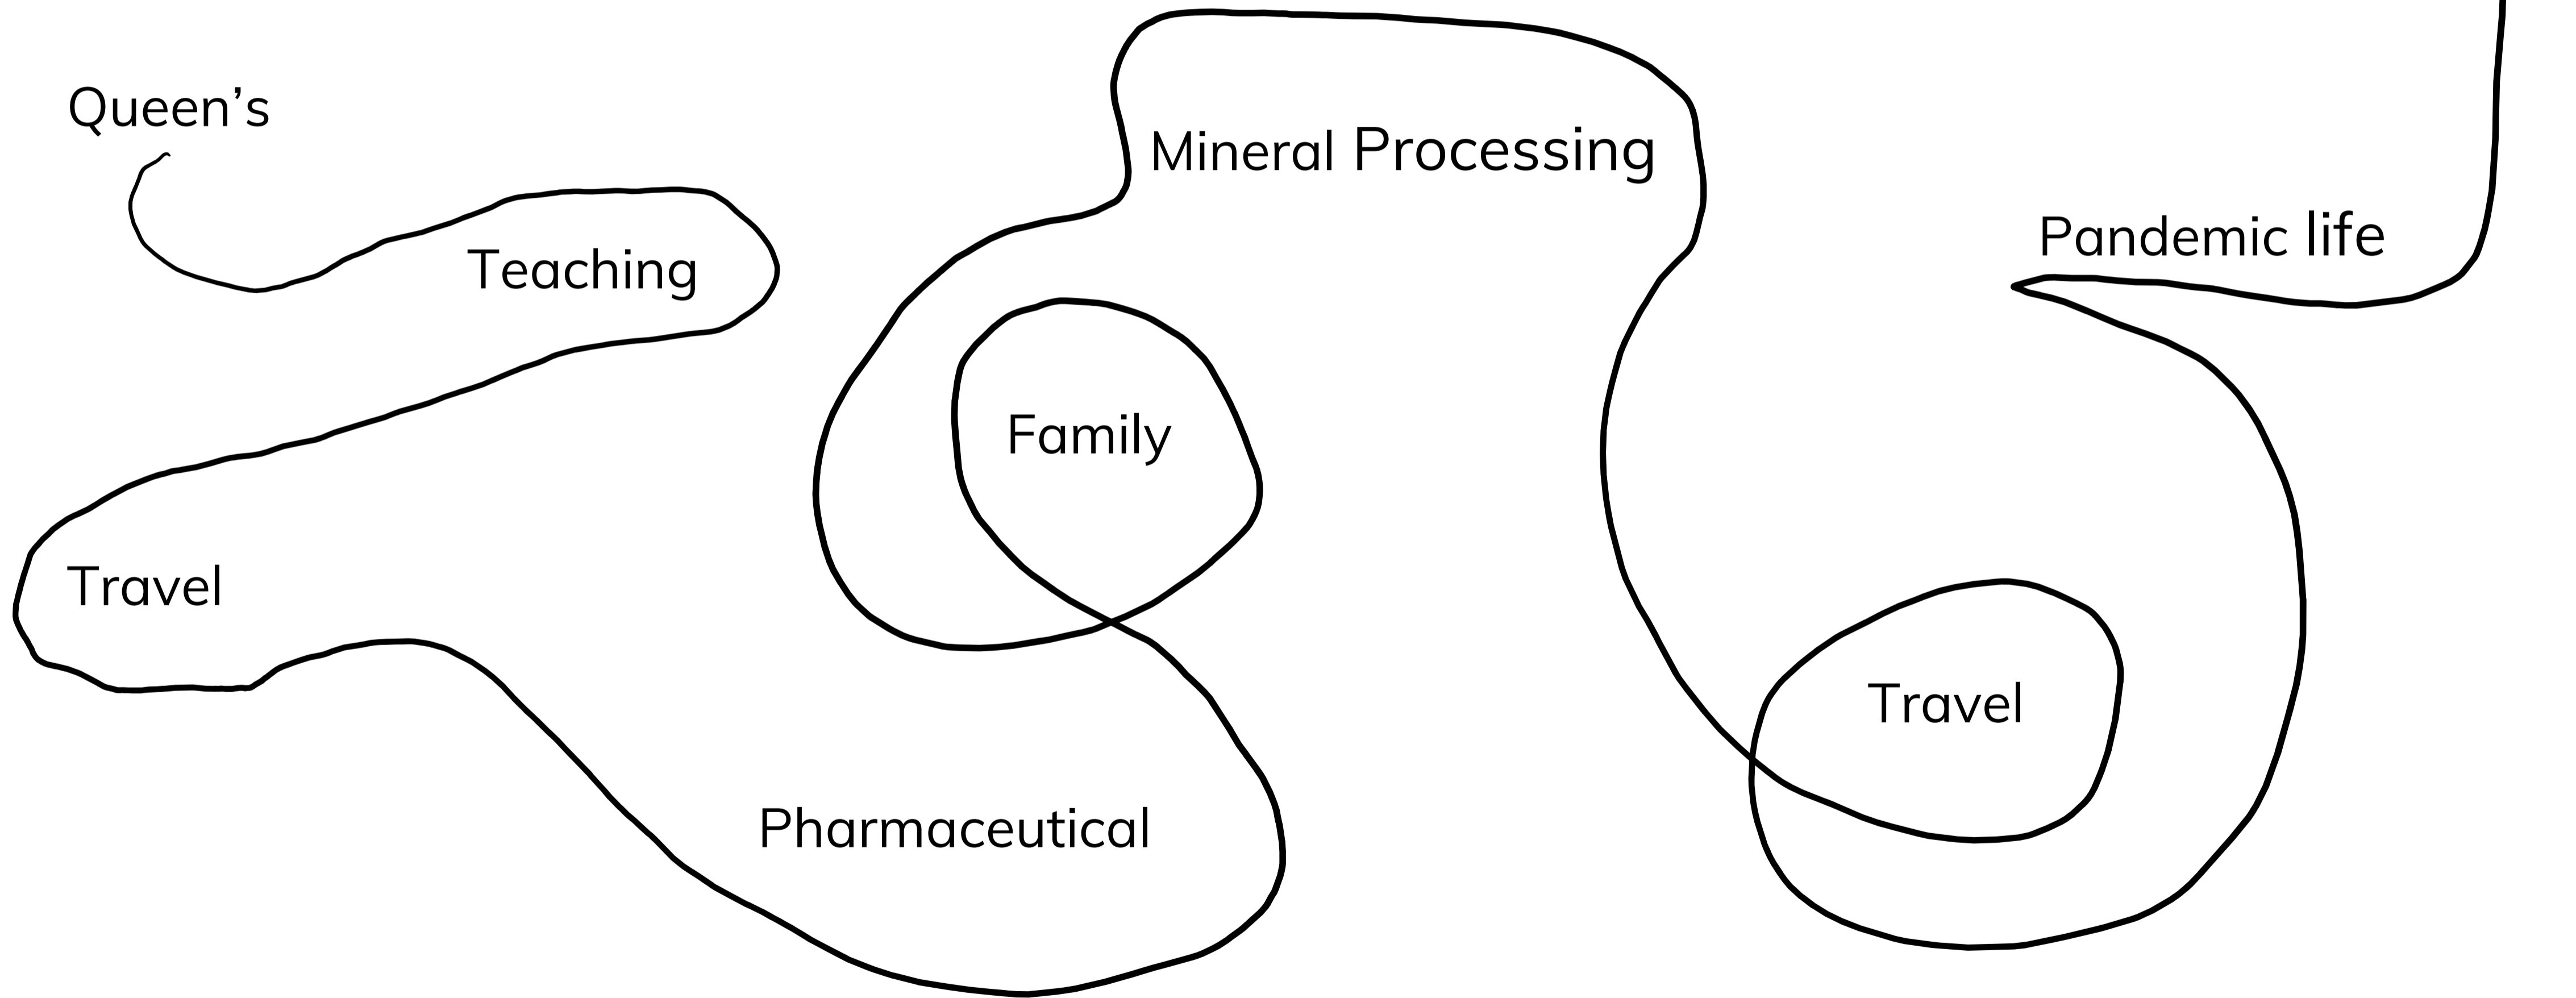 Queen’s
Teaching
Travel
Pharmaceutical
Family
Mineral Processing
Travel
Pandemic life